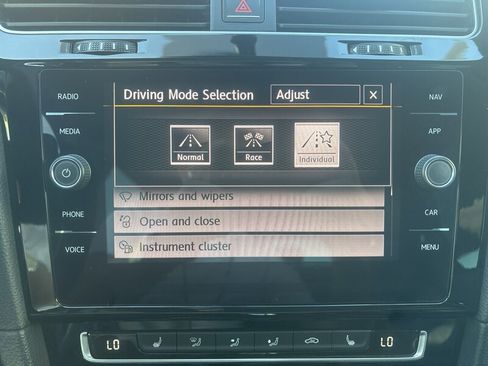 RADIO
MEDIA
PHONE
VOICE
Driving Mode Selection Adjust X
Normal Race Individual
Mirrors and wipers
Open and close
Instrument cluster
NAV
APP
CAR
MENU
LO LO